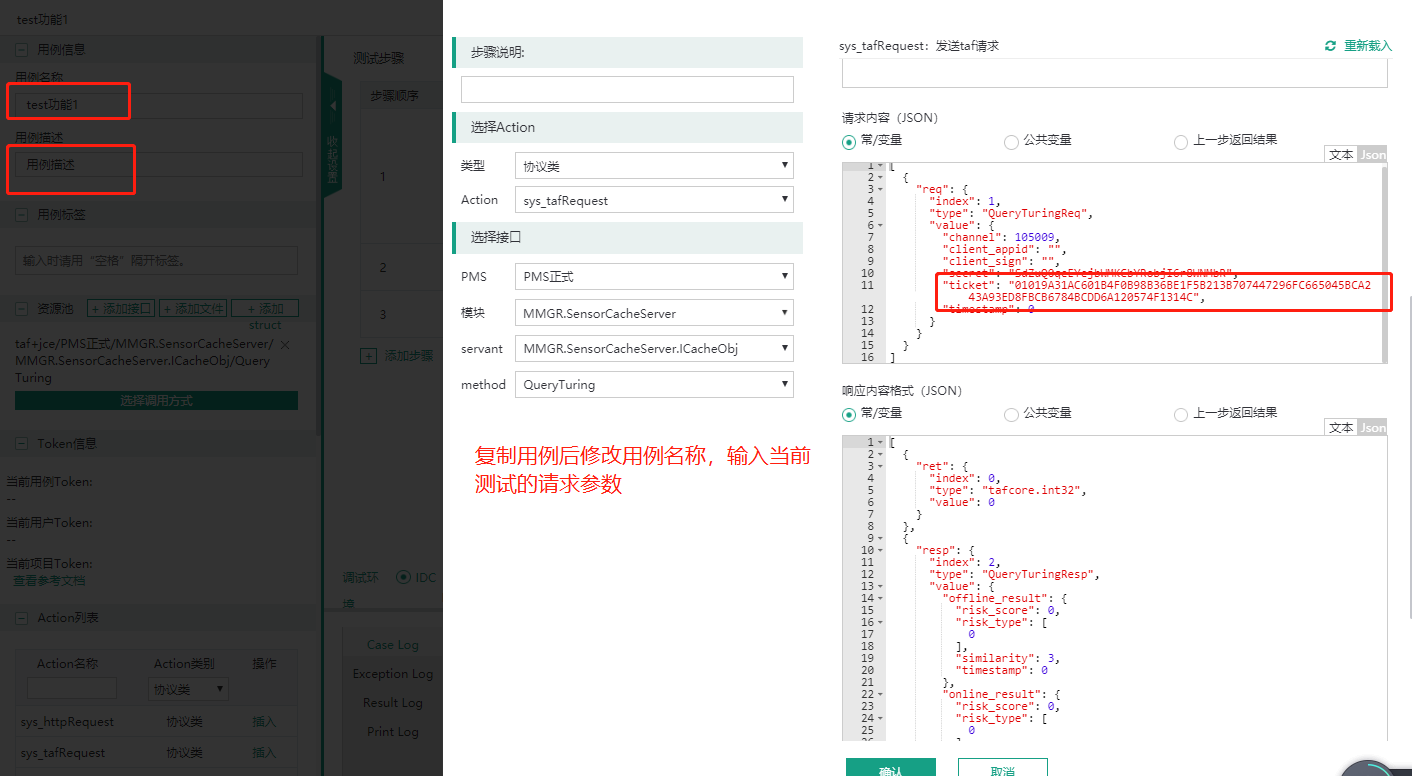 test功能1
用例信息
用例名称
test功能1
用例描述
用例描述
用例标签
输入时请用“空格”隔开标签。
资源池
+ 添加接口
+ 添加文件
+ 添加
struct
taf+jce/PMS正式/MMGR.SensorCacheServer/
MMGR.SensorCacheServer.ICacheObj/Query
Turing
选择调用方式
Token信息
当前用例Token:
--
当前用户Token:
--
当前项目Token:
查看参考文档
Action列表
Action名称 Action类别 操作
协议类
sys_httpRequest 协议类 插入
sys_tafRequest 协议类 插入
收起设置
测试步骤
步骤顺序
1
2
3
+ 添加步骤
调试环
境
IDC
Case Log
Exception Log
Result Log
Print Log
步骤说明:
选择Action
类型 协议类
Action sys_tafRequest
选择接口
PMS PMS正式
模块 MMGR.SensorCacheServer
servant MMGR.SensorCacheServer.ICacheObj
method QueryTuring
复制用例后修改用例名称，输入当前
测试的请求参数
sys_tafRequest：发送taf请求
重新载入
请求内容（JSON）
常/变量 公共变量 上一步返回结果
文本 Json
1 [
2 {
3 "req": {
4 "index": 1,
5 "type": "QueryTuringReq",
6 "value": {
7 "channel": 105009,
8 "client_appid": "",
9 "client_sign": "",
10 "secret":
11 "ticket": "01019A31AC601B4F0B98B36BE1F5B213B707447296FC665045BCA2
43A93ED8FBCB6784BCDD6A120574F1314C",
12 "timestamp": 0
13 }
14 }
15 }
16 ]
响应内容格式（JSON）
常/变量 公共变量 上一步返回结果
文本 Json
1 [
2 {
3 "ret": {
4 "index": 0,
5 "type": "tafcore.int32",
6 "value": 0
7 }
8 },
9 {
10 "resp": {
11 "index": 2,
12 "type": "QueryTuringResp",
13 "value": {
14 "offline_result": {
15 "risk_score": 0,
16 "risk_type": [
17 0
18 ],
19 "similarity": 3,
20 "timestamp": 0
21 },
22 "online_result": {
23 "risk_score": 0,
24 "risk_type": [
25 0
确认
取消